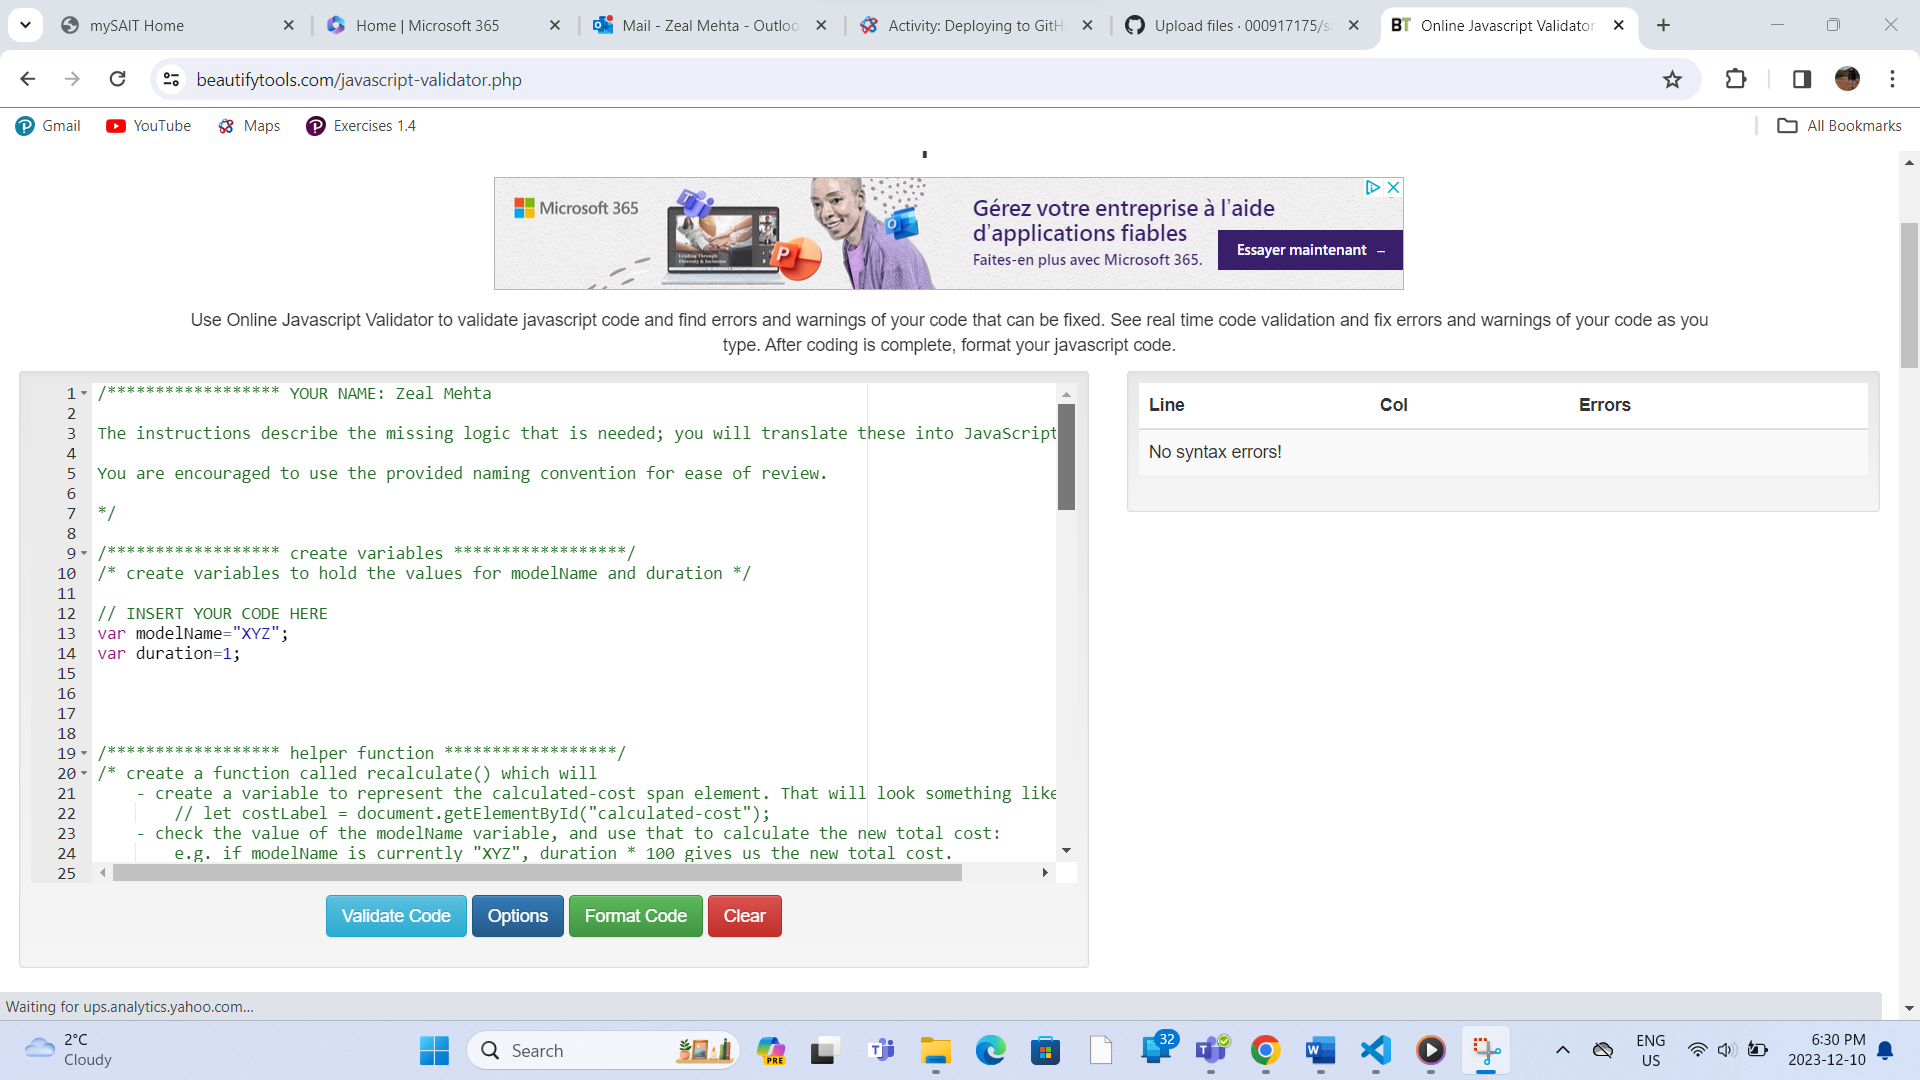 mySAIT Home
Home | Microsoft 365
Mail - Zeal Mehta - Outloo
Activity: Deploying to GitH
Upload files · 000917175/s
BT Online Javascript Validator
beautifytools.com/javascript-validator.php
Gmail YouTube Maps Exercises 1.4 All Bookmarks
Microsoft 365
Gérez votre entreprise à l'aide
d'applications fiables
Faites-en plus avec Microsoft 365.
Essayer maintenant –
Leading Through
Diversity & Inclusion
Use Online Javascript Validator to validate javascript code and find errors and warnings of your code that can be fixed. See real time code validation and fix errors and warnings of your code as you
type. After coding is complete, format your javascript code.
1 /****************** YOUR NAME: Zeal Mehta
2
3 The instructions describe the missing logic that is needed; you will translate these into JavaScript
4
5 You are encouraged to use the provided naming convention for ease of review.
6
7 */
8
9 /****************** create variables ******************/
10 /* create variables to hold the values for modelName and duration */
11
12 // INSERT YOUR CODE HERE
13 var modelName="XYZ";
14 var duration=1;
15
16
17
18
19 /****************** helper function ******************/
20 /* create a function called recalculate() which will
21 - create a variable to represent the calculated-cost span element. That will look something like
22 // let costLabel = document.getElementById("calculated-cost");
23 - check the value of the modelName variable, and use that to calculate the new total cost:
24 e.g. if modelName is currently "XYZ", duration * 100 gives us the new total cost.
25
Line Col Errors
No syntax errors!
Validate Code Options Format Code Clear
Waiting for ups.analytics.yahoo.com...
2°C
Cloudy
Search
PRE
32
ENG
US
6:30 PM
2023-12-10